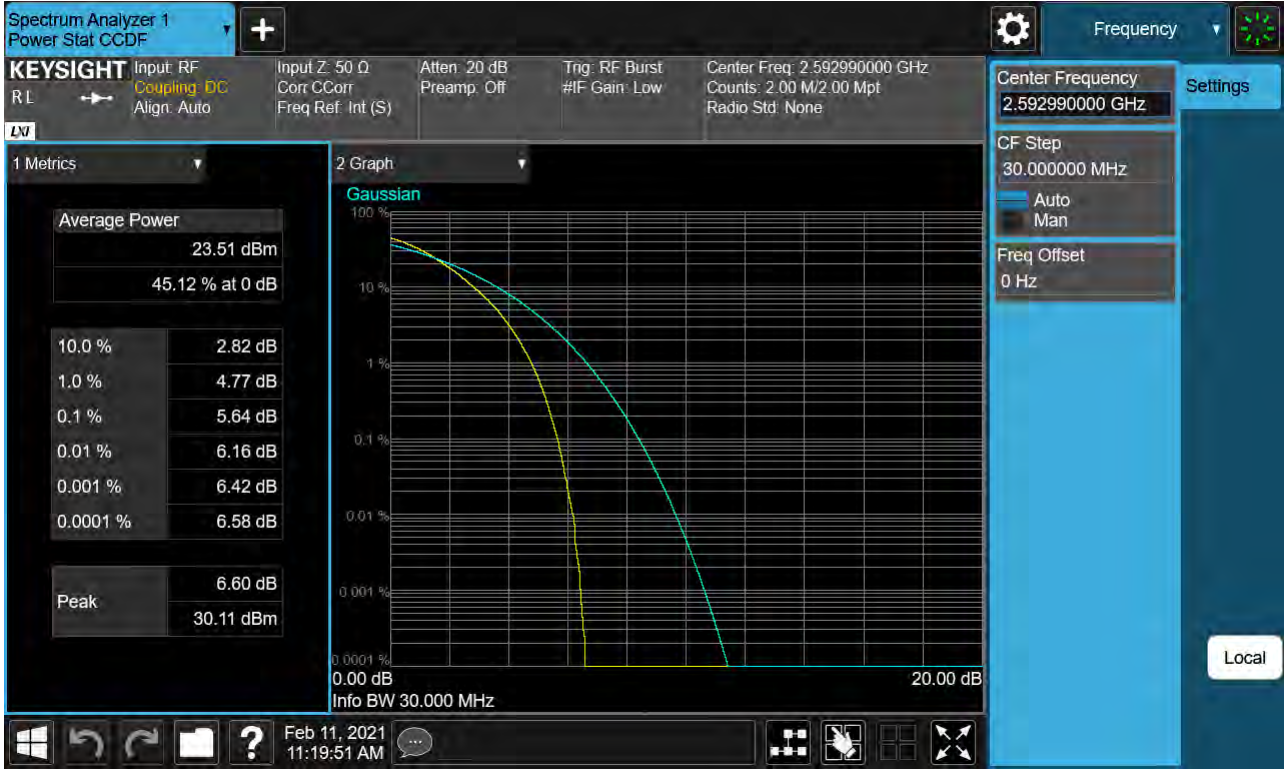 Spectrum Analyzer 1
Power Stat CCDF
Frequency
KEYSIGHT
RL
LXI
Input: RF
Coupling: DC
Align: Auto
Input Z: 50 Ω
Corr CCorr
Freq Ref: Int (S)
Atten: 20 dB
Preamp: Off
Trig: RF Burst
#IF Gain: Low
Center Freq: 2.592990000 GHz
Counts: 2.00 M/2.00 Mpt
Radio Std: None
Center Frequency
2.592990000 GHz
Settings
CF Step
30.000000 MHz
Auto
Man
Freq Offset
0 Hz
1 Metrics
Average Power
23.51 dBm
45.12 % at 0 dB
10.0 % 2.82 dB
1.0 % 4.77 dB
0.1 % 5.64 dB
0.01 % 6.16 dB
0.001 % 6.42 dB
0.0001 % 6.58 dB
Peak
6.60 dB
30.11 dBm
2 Graph
Gaussian
100 %
10 %
1 %
0.1 %
0.01 %
0.001 %
0.0001 %
0.00 dB 20.00 dB
Info BW 30.000 MHz
Local
?
Feb 11, 2021
11:19:51 AM